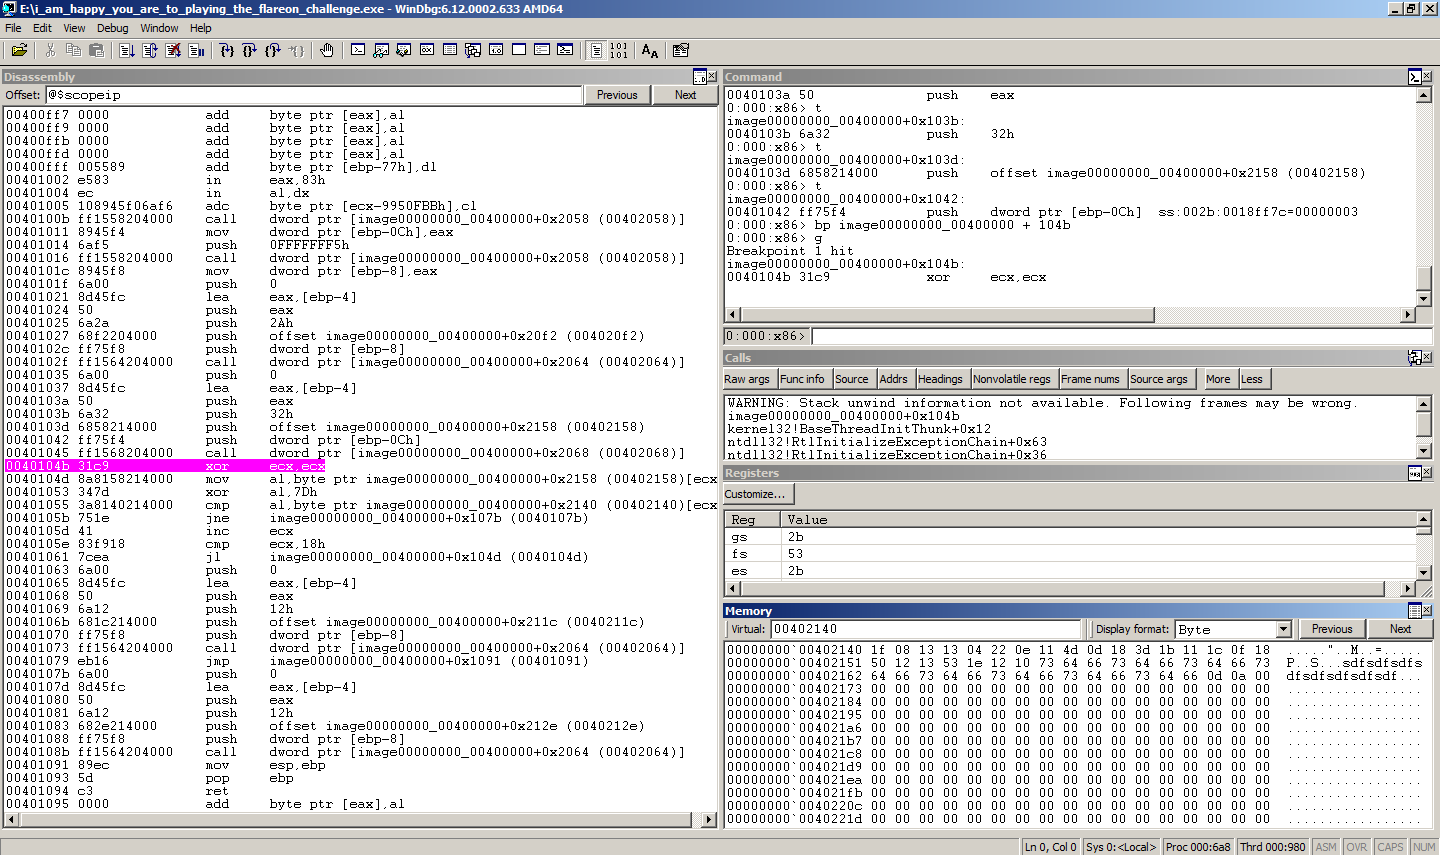 E:\i_am_happy_you_are_to_playing_the_flareon_challenge.exe - WinDbg:6.12.0002.633 AMD64
File Edit View Debug Window Help
Disassembly
Offset: @$scopeip Previous Next
00400ff7 0000 add byte ptr [eax],al
00400ff9 0000 add byte ptr [eax],al
00400ffb 0000 add byte ptr [eax],al
00400ffd 0000 add byte ptr [eax],al
00400fff 005589 add byte ptr [ebp-77h],dl
00401002 e583 in eax,83h
00401004 ec in al,dx
00401005 108945f06af6 adc byte ptr [ecx-9950FBBh],cl
0040100b ff1558204000 call dword ptr [image00000000_00400000+0x2058 (00402058)]
00401011 8945f4 mov dword ptr [ebp-0Ch],eax
00401014 6af5 push 0FFFFFFF5h
00401016 ff1558204000 call dword ptr [image00000000_00400000+0x2058 (00402058)]
0040101c 8945f8 mov dword ptr [ebp-8],eax
0040101f 6a00 push 0
00401021 8d45fc lea eax,[ebp-4]
00401024 50 push eax
00401025 6a2a push 2Ah
00401027 68f2204000 push offset image00000000_00400000+0x20f2 (004020f2)
0040102c ff75f8 push dword ptr [ebp-8]
0040102f ff1564204000 call dword ptr [image00000000_00400000+0x2064 (00402064)]
00401035 6a00 push 0
00401037 8d45fc lea eax,[ebp-4]
0040103a 50 push eax
0040103b 6a32 push 32h
0040103d 6858214000 push offset image00000000_00400000+0x2158 (00402158)
00401042 ff75f4 push dword ptr [ebp-0Ch]
00401045 ff1568204000 call dword ptr [image00000000_00400000+0x2068 (00402068)]
0040104b 31c9 xor ecx,ecx
0040104d 8a8158214000 mov al,byte ptr image00000000_00400000+0x2158 (00402158)[ecx
00401053 347d xor al,7Dh
00401055 3a8140214000 cmp al,byte ptr image00000000_00400000+0x2140 (00402140)[ecx
0040105b 751e jne image00000000_00400000+0x107b (0040107b)
0040105d 41 inc ecx
0040105e 83f918 cmp ecx,18h
00401061 7cea jl image00000000_00400000+0x104d (0040104d)
00401063 6a00 push 0
00401065 8d45fc lea eax,[ebp-4]
00401068 50 push eax
00401069 6a12 push 12h
0040106b 681c214000 push offset image00000000_00400000+0x211c (0040211c)
00401070 ff75f8 push dword ptr [ebp-8]
00401073 ff1564204000 call dword ptr [image00000000_00400000+0x2064 (00402064)]
00401079 eb16 jmp image00000000_00400000+0x1091 (00401091)
0040107b 6a00 push 0
0040107d 8d45fc lea eax,[ebp-4]
00401080 50 push eax
00401081 6a12 push 12h
00401083 682e214000 push offset image00000000_00400000+0x212e (0040212e)
00401088 ff75f8 push dword ptr [ebp-8]
0040108b ff1564204000 call dword ptr [image00000000_00400000+0x2064 (00402064)]
00401091 89ec mov esp,ebp
00401093 5d pop ebp
00401094 c3 ret
00401095 0000 add byte ptr [eax],al
Command
0040103a 50 push eax
0:000:x86> t
image00000000_00400000+0x103b:
0040103b 6a32 push 32h
0:000:x86> t
image00000000_00400000+0x103d:
0040103d 6858214000 push offset image00000000_00400000+0x2158 (00402158)
0:000:x86> t
image00000000_00400000+0x1042:
00401042 ff75f4 push dword ptr [ebp-0Ch] ss:002b:0018ff7c=00000003
0:000:x86> bp image00000000_00400000 + 104b
0:000:x86> g
Breakpoint 1 hit
image00000000_00400000+0x104b:
0040104b 31c9 xor ecx,ecx
0:000:x86>
Calls
Raw args Func info Source Addrs Headings Nonvolatile regs Frame nums Source args More Less
WARNING: Stack unwind information not available. Following frames may be wrong.
image00000000_00400000+0x104b
kernel32!BaseThreadInitThunk+0x12
ntdll32!RtlInitializeExceptionChain+0x63
ntdll32!RtlInitializeExceptionChain+0x36
Registers
Customize...
Reg Value
gs 2b
fs 53
es 2b
Memory
Virtual: 00402140 Display format: Byte Previous Next
00000000`00402140 1f 08 13 13 04 22 0e 11 4d 0d 18 3d 1b 11 1c 0f 18 ....."..M..=.....
00000000`00402151 50 12 13 53 1e 12 10 73 64 66 73 64 66 73 64 66 73 P..S...sdfsdfsdfs
00000000`00402162 64 66 73 64 66 73 64 66 73 64 66 73 64 66 0d 0a 00 dfsdfsdfsdfsdf...
00000000`00402173 00 00 00 00 00 00 00 00 00 00 00 00 00 00 00 00 00 .................
00000000`00402184 00 00 00 00 00 00 00 00 00 00 00 00 00 00 00 00 00 .................
00000000`00402195 00 00 00 00 00 00 00 00 00 00 00 00 00 00 00 00 00 .................
00000000`004021a6 00 00 00 00 00 00 00 00 00 00 00 00 00 00 00 00 00 .................
00000000`004021b7 00 00 00 00 00 00 00 00 00 00 00 00 00 00 00 00 00 .................
00000000`004021c8 00 00 00 00 00 00 00 00 00 00 00 00 00 00 00 00 00 .................
00000000`004021d9 00 00 00 00 00 00 00 00 00 00 00 00 00 00 00 00 00 .................
00000000`004021ea 00 00 00 00 00 00 00 00 00 00 00 00 00 00 00 00 00 .................
00000000`004021fb 00 00 00 00 00 00 00 00 00 00 00 00 00 00 00 00 00 .................
00000000`0040220c 00 00 00 00 00 00 00 00 00 00 00 00 00 00 00 00 00 .................
00000000`0040221d 00 00 00 00 00 00 00 00 00 00 00 00 00 00 00 00 00 .................
Ln 0, Col 0 Sys 0:<Local> Proc 000:6a8 Thrd 000:980 ASM OVR CAPS NUM